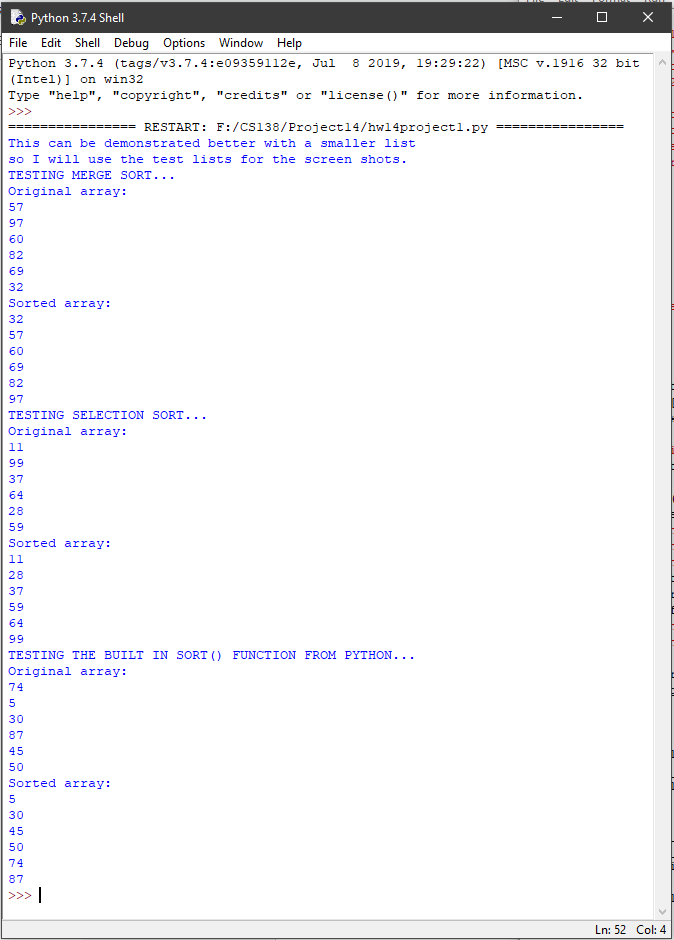 Python 3.7.4 Shell
File Edit Shell Debug Options Window Help
Python 3.7.4 (tags/v3.7.4:e09359112e, Jul  8 2019, 19:29:22) [MSC v.1916 32 bit
(Intel)] on win32
Type "help", "copyright", "credits" or "license()" for more information.
>>>
================ RESTART: F:/CS138/Project14/hw14project1.py ================
This can be demonstrated better with a smaller list
so I will use the test lists for the screen shots.
TESTING MERGE SORT...
Original array:
57
97
60
82
69
32
Sorted array:
32
57
60
69
82
97
TESTING SELECTION SORT...
Original array:
11
99
37
64
28
59
Sorted array:
11
28
37
59
64
99
TESTING THE BUILT IN SORT() FUNCTION FROM PYTHON...
Original array:
74
5
30
87
45
50
Sorted array:
5
30
45
50
74
87
>>>
Ln: 52 Col: 4